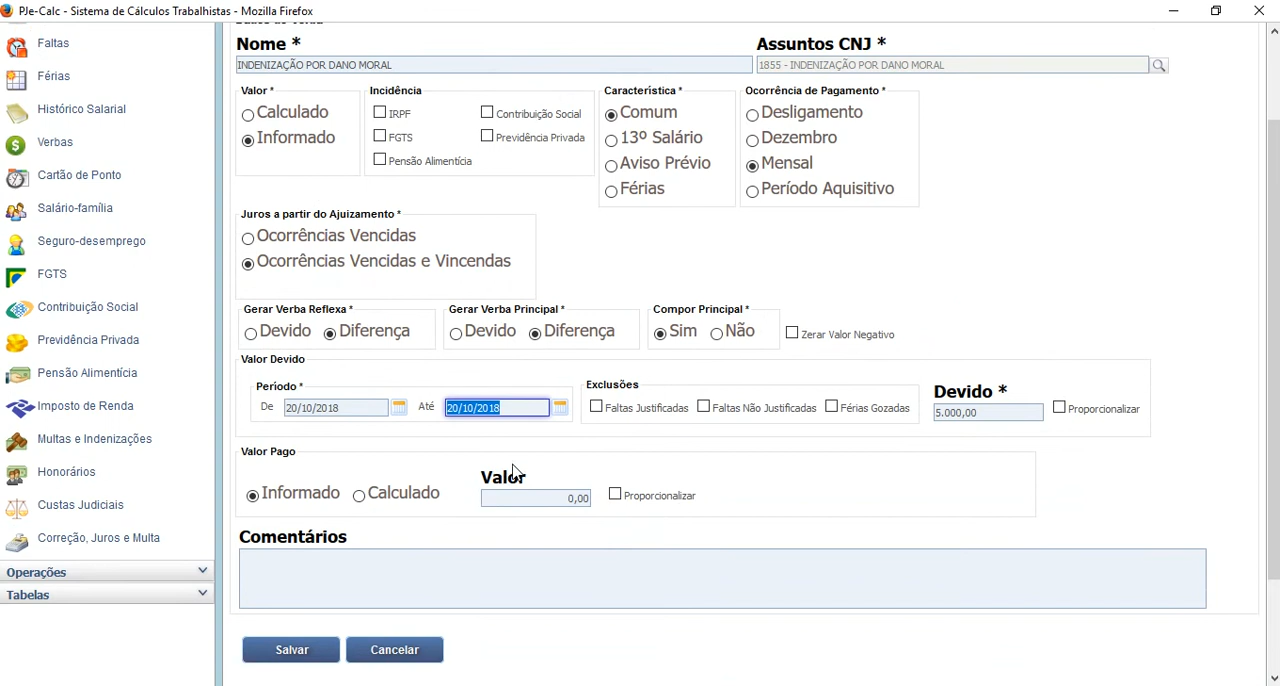 PJe-Calc - Sistema de Cálculos Trabalhistas - Mozilla Firefox
Faltas
Férias
Histórico Salarial
Verbas
Cartão de Ponto
Salário-família
Seguro-desemprego
FGTS
Contribuição Social
Previdência Privada
Pensão Alimentícia
Imposto de Renda
Multas e Indenizações
Honorários
Custas Judiciais
Correção, Juros e Multa
Operações
Tabelas
Nome * Assuntos CNJ *
INDENIZAÇÃO POR DANO MORAL 1855 - INDENIZAÇÃO POR DANO MORAL
Valor * Incidência Característica * Ocorrência de Pagamento *
Calculado IRPF Contribuição Social Comum Desligamento
Informado FGTS Previdência Privada 13º Salário Dezembro
Pensão Alimentícia Aviso Prévio Mensal
Férias Período Aquisitivo
Juros a partir do Ajuizamento *
Ocorrências Vencidas
Ocorrências Vencidas e Vincendas
Gerar Verba Reflexa * Gerar Verba Principal * Compor Principal *
Devido Diferença Devido Diferença Sim Não Zerar Valor Negativo
Valor Devido
Período * Exclusões Devido *
De 20/10/2018 Até 20/10/2018 Faltas Justificadas Faltas Não Justificadas Férias Gozadas 5.000,00 Proporcionalizar
Valor Pago
Informado Calculado Valor 0,00 Proporcionalizar
Comentários
Salvar Cancelar